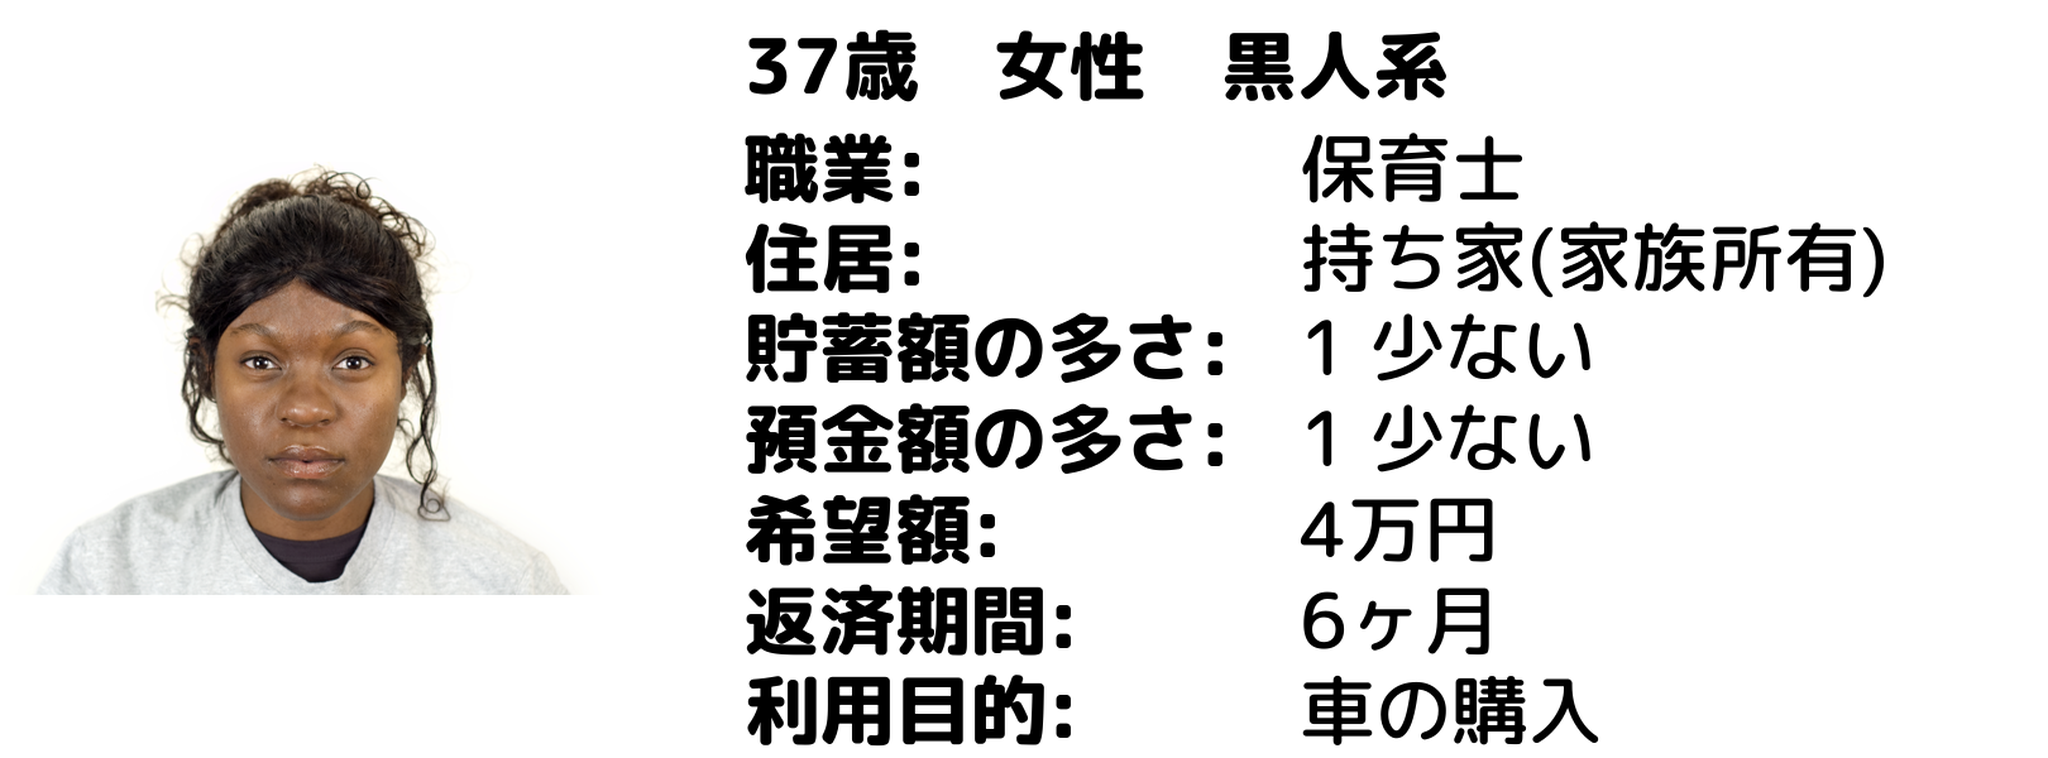 37歳　女性　黒人系
職業: 保育士
住居: 持ち家(家族所有)
貯蓄額の多さ: 1 少ない
預金額の多さ: 1 少ない
希望額: 4万円
返済期間: 6ヶ月
利用目的: 車の購入